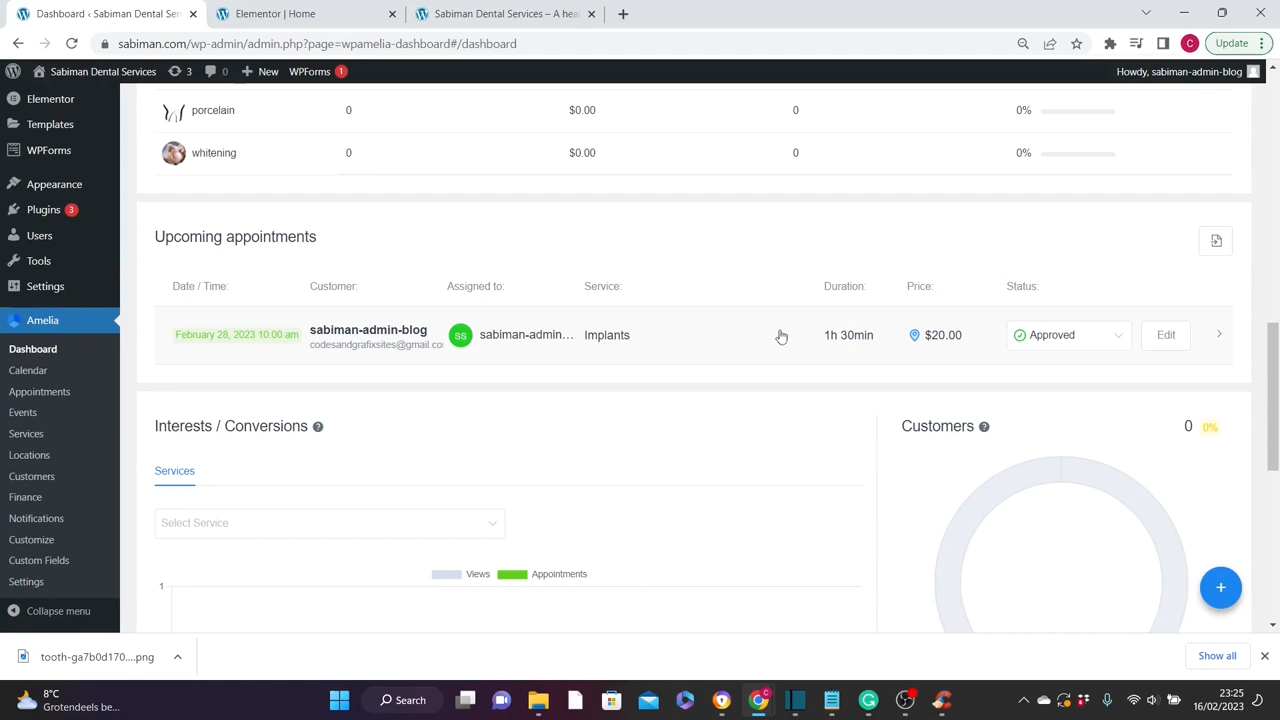 Dashboard ‹ Sabiman Dental Serv
Elementor | Home
Sabiman Dental Services – A hea
sabiman.com/wp-admin/admin.php?page=wpamelia-dashboard#/dashboard
C
Update
Sabiman Dental Services
3
0
New
WPForms
1
Howdy, sabiman-admin-blog
Elementor
Templates
WPForms
Appearance
Plugins 3
Users
Tools
Settings
Amelia
Dashboard
Calendar
Appointments
Events
Services
Locations
Customers
Finance
Notifications
Customize
Custom Fields
Settings
Collapse menu
porcelain 0 $0.00 0 0%
whitening 0 $0.00 0 0%
Upcoming appointments
Date / Time: Customer: Assigned to: Service: Duration: Price: Status:
February 28, 2023 10:00 am
sabiman-admin-blog
codesandgrafixsites@gmail.co
SS
sabiman-admin...
Implants
1h 30min
$20.00
Approved
Edit
Interests / Conversions ?
Services
Select Service
Views
Appointments
1
Customers ? 0 0%
+
tooth-ga7b0d170....png
Show all
8°C
Grotendeels be...
Search
C
23:25
16/02/2023